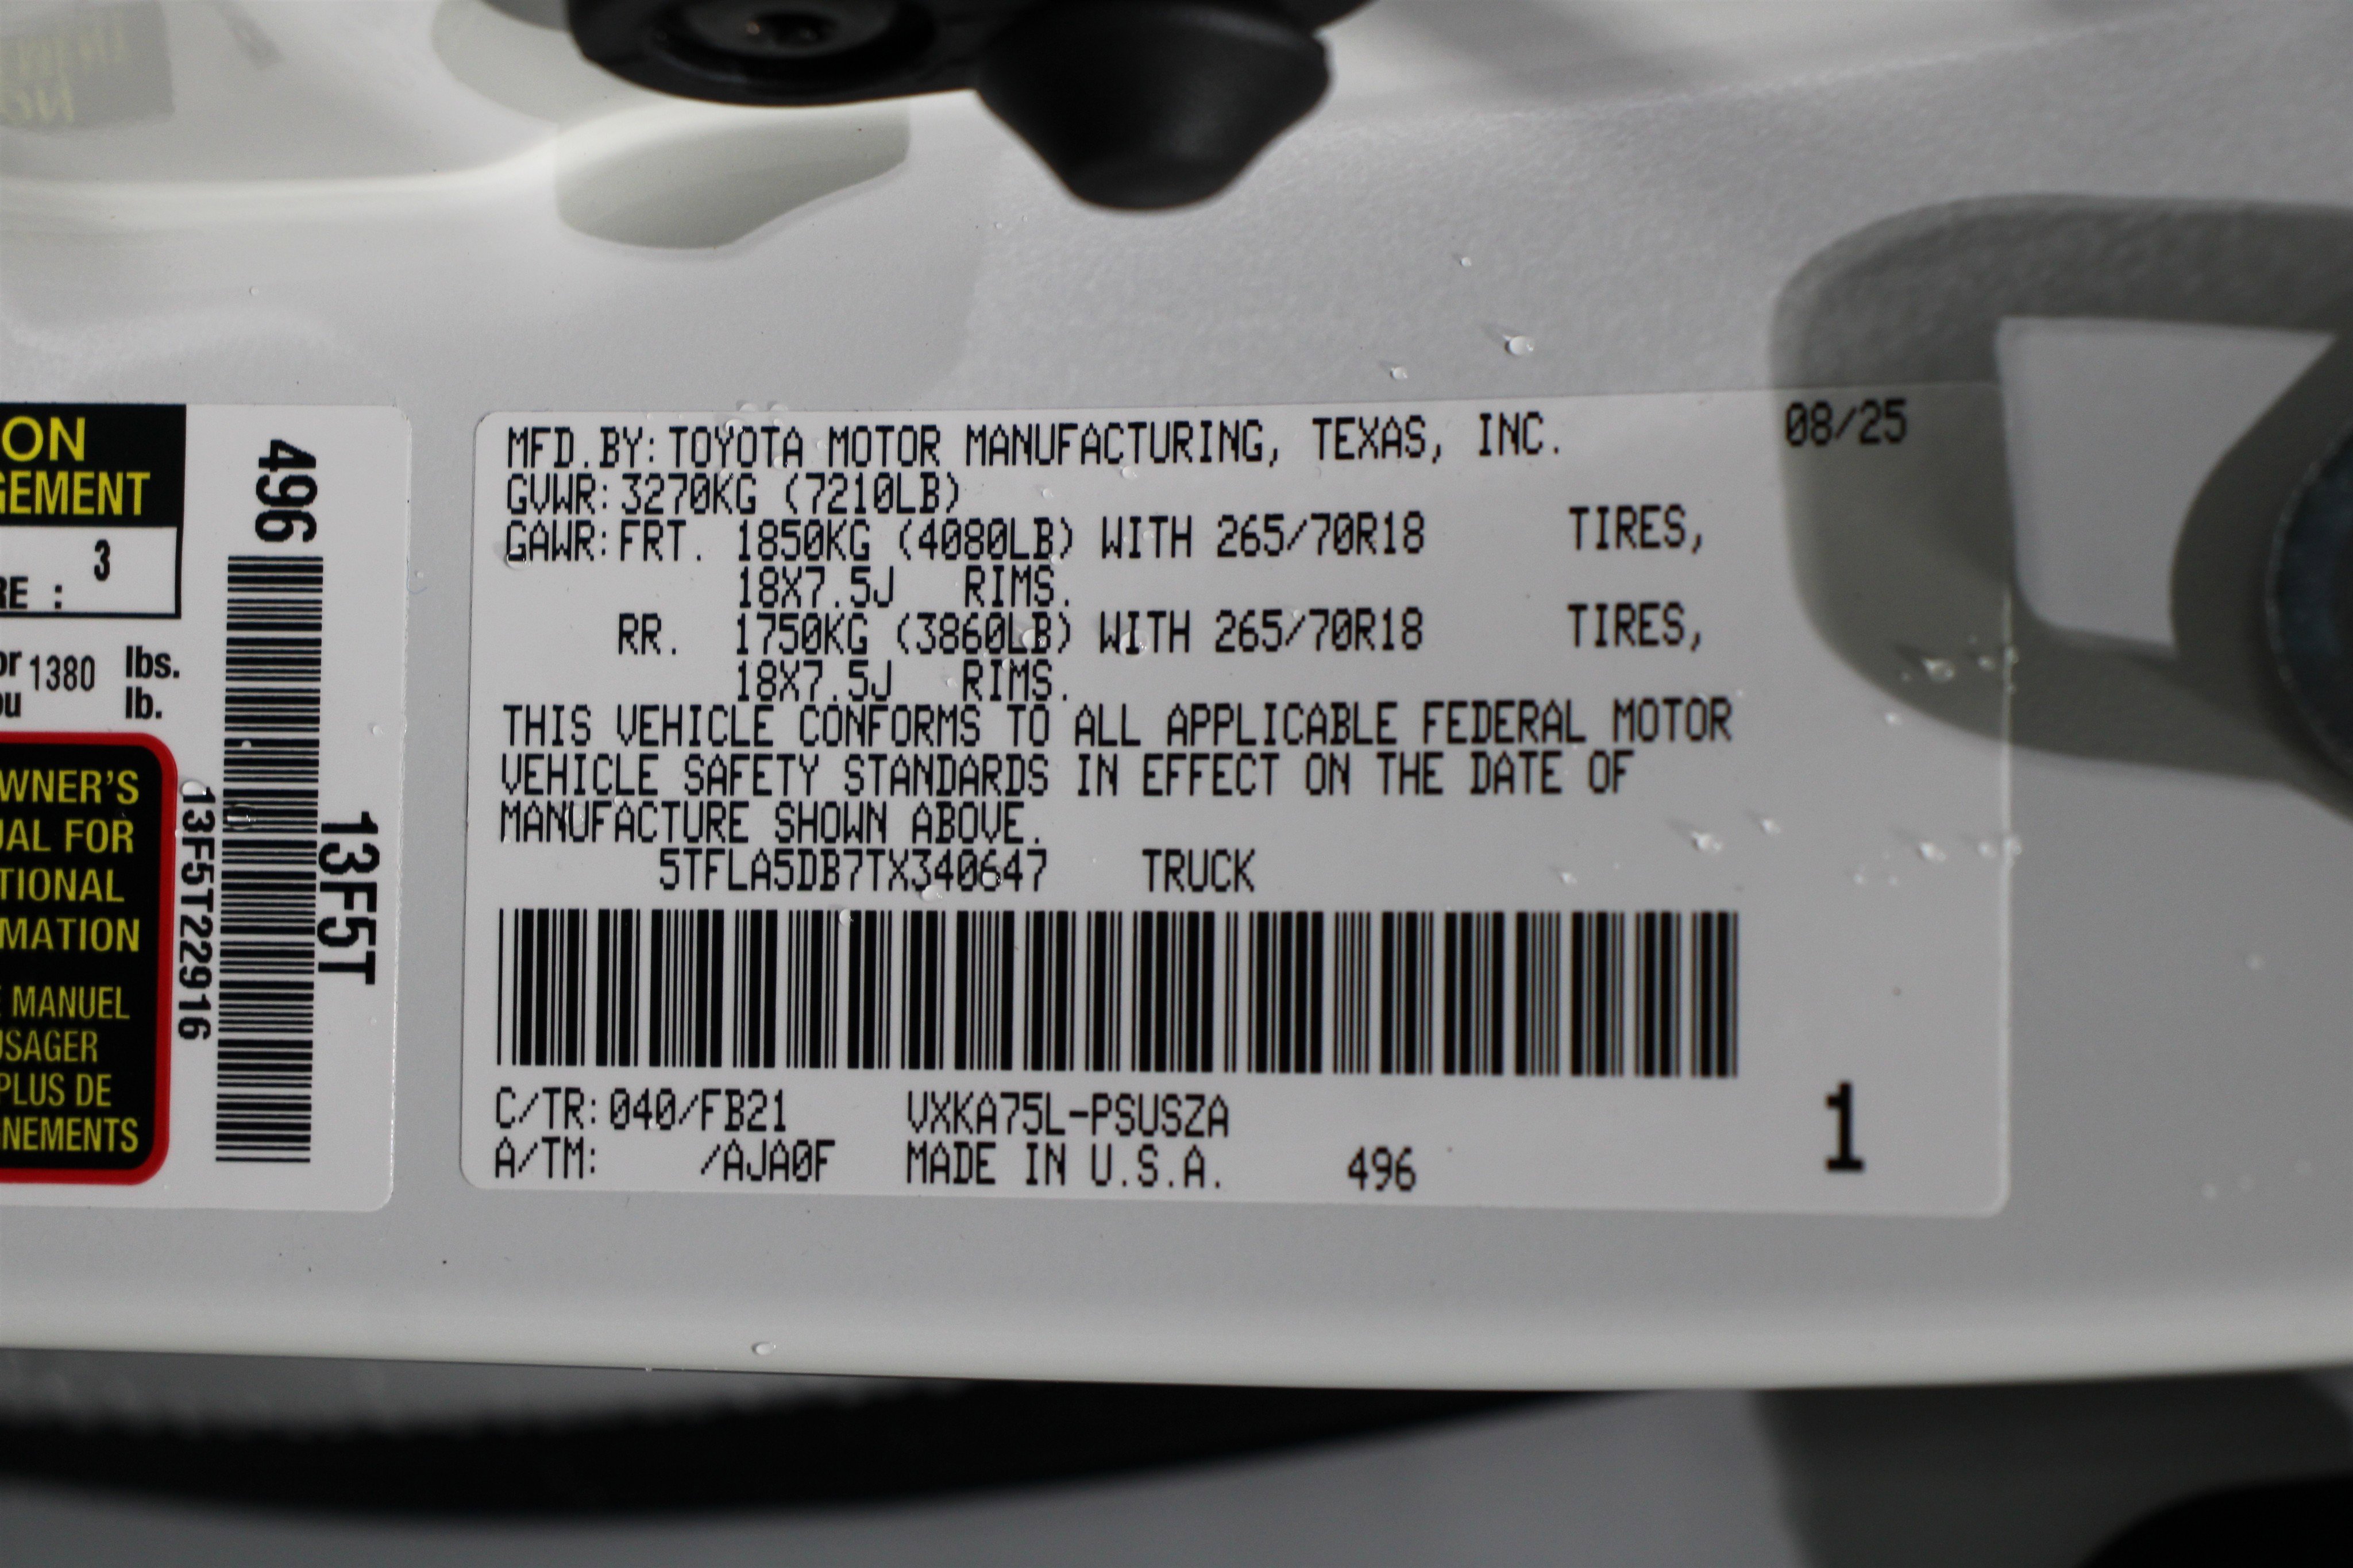 ON
GEMENT
3
RE :
or 1380 lbs.
ou lb.
WNER'S
UAL FOR
TIONAL
MATION
E MANUEL
USAGER
PLUS DE
GNEMENTS
496
13F5T
13F5T22916
MFD.BY:TOYOTA MOTOR MANUFACTURING, TEXAS, INC. 08/25
GVWR:3270KG (7210LB)
GAWR:FRT. 1850KG (4080LB) WITH 265/70R18 TIRES,
18X7.5J RIMS.
RR. 1750KG (3860LB) WITH 265/70R18 TIRES,
18X7.5J RIMS.
THIS VEHICLE CONFORMS TO ALL APPLICABLE FEDERAL MOTOR
VEHICLE SAFETY STANDARDS IN EFFECT ON THE DATE OF
MANUFACTURE SHOWN ABOVE.
5TFLA5DB7TX340647 TRUCK
C/TR:040/FB21 VXKA75L-PSUSZA
A/TM: /AJA0F MADE IN U.S.A. 496
1